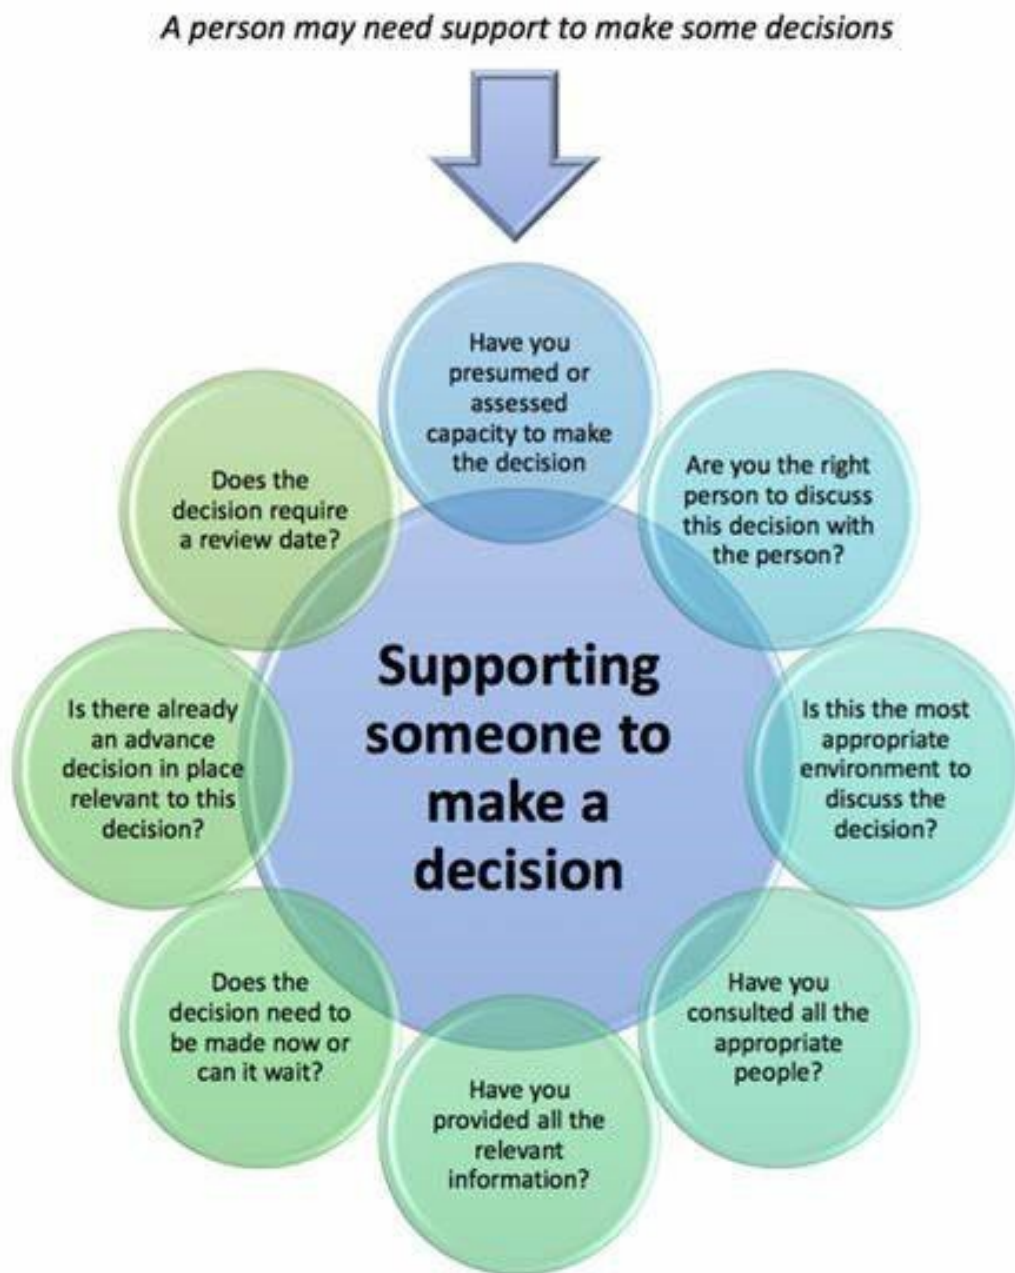 A person may need support to make some decisions
Have you
presumed or
assessed
capacity to make
the decision
Are you the right
person to discuss
this decision with
the person?
Is this the most
appropriate
environment to
discuss the
decision?
Have you
consulted all the
appropriate
people?
Have you
provided all the
relevant
information?
Does the
decision need to
be made now or
can it wait?
Is there already
an advance
decision in place
relevant to this
decision?
Does the
decision require
a review date?
Supporting
someone to
make a
decision